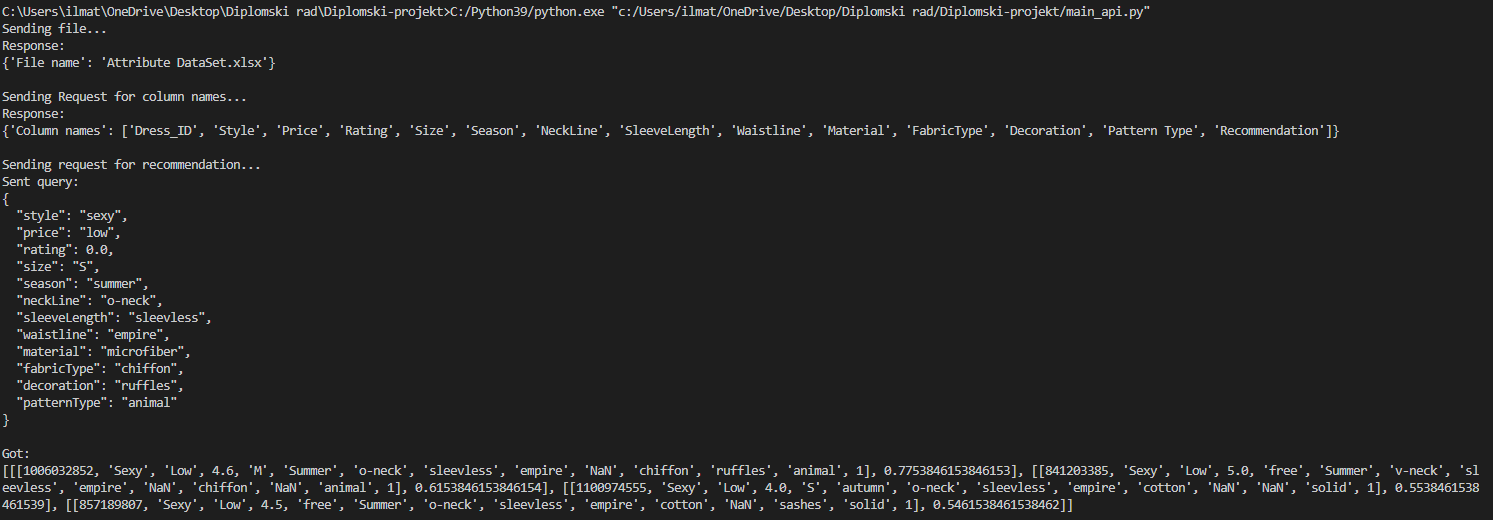 C:\Users\ilmat\OneDrive\Desktop\Diplomski rad\Diplomski-projekt>C:/Python39/python.exe "c:/Users/ilmat/OneDrive/Desktop/Diplomski rad/Diplomski-projekt/main_api.py"
Sending file...
Response:
{'File name': 'Attribute DataSet.xlsx'}

Sending Request for column names...
Response:
{'Column names': ['Dress_ID', 'Style', 'Price', 'Rating', 'Size', 'Season', 'NeckLine', 'SleeveLength', 'Waistline', 'Material', 'FabricType', 'Decoration', 'Pattern Type', 'Recommendation']}

Sending request for recommendation...
Sent query:
{
  "style": "sexy",
  "price": "low",
  "rating": 0.0,
  "size": "S",
  "season": "summer",
  "neckLine": "o-neck",
  "sleeveLength": "sleevless",
  "waistline": "empire",
  "material": "microfiber",
  "fabricType": "chiffon",
  "decoration": "ruffles",
  "patternType": "animal"
}

Got:
[[[1006032852, 'Sexy', 'Low', 4.6, 'M', 'Summer', 'o-neck', 'sleevless', 'empire', 'NaN', 'chiffon', 'ruffles', 'animal', 1], 0.7753846153846153], [[841203385, 'Sexy', 'Low', 5.0, 'free', 'Summer', 'v-neck', 'sl
eevless', 'empire', 'NaN', 'chiffon', 'NaN', 'animal', 1], 0.6153846153846154], [[1100974555, 'Sexy', 'Low', 4.0, 'S', 'autumn', 'o-neck', 'sleevless', 'empire', 'cotton', 'NaN', 'NaN', 'solid', 1], 0.5538461538
461539], [[857189807, 'Sexy', 'Low', 4.5, 'free', 'Summer', 'o-neck', 'sleevless', 'empire', 'cotton', 'NaN', 'sashes', 'solid', 1], 0.5461538461538462]]